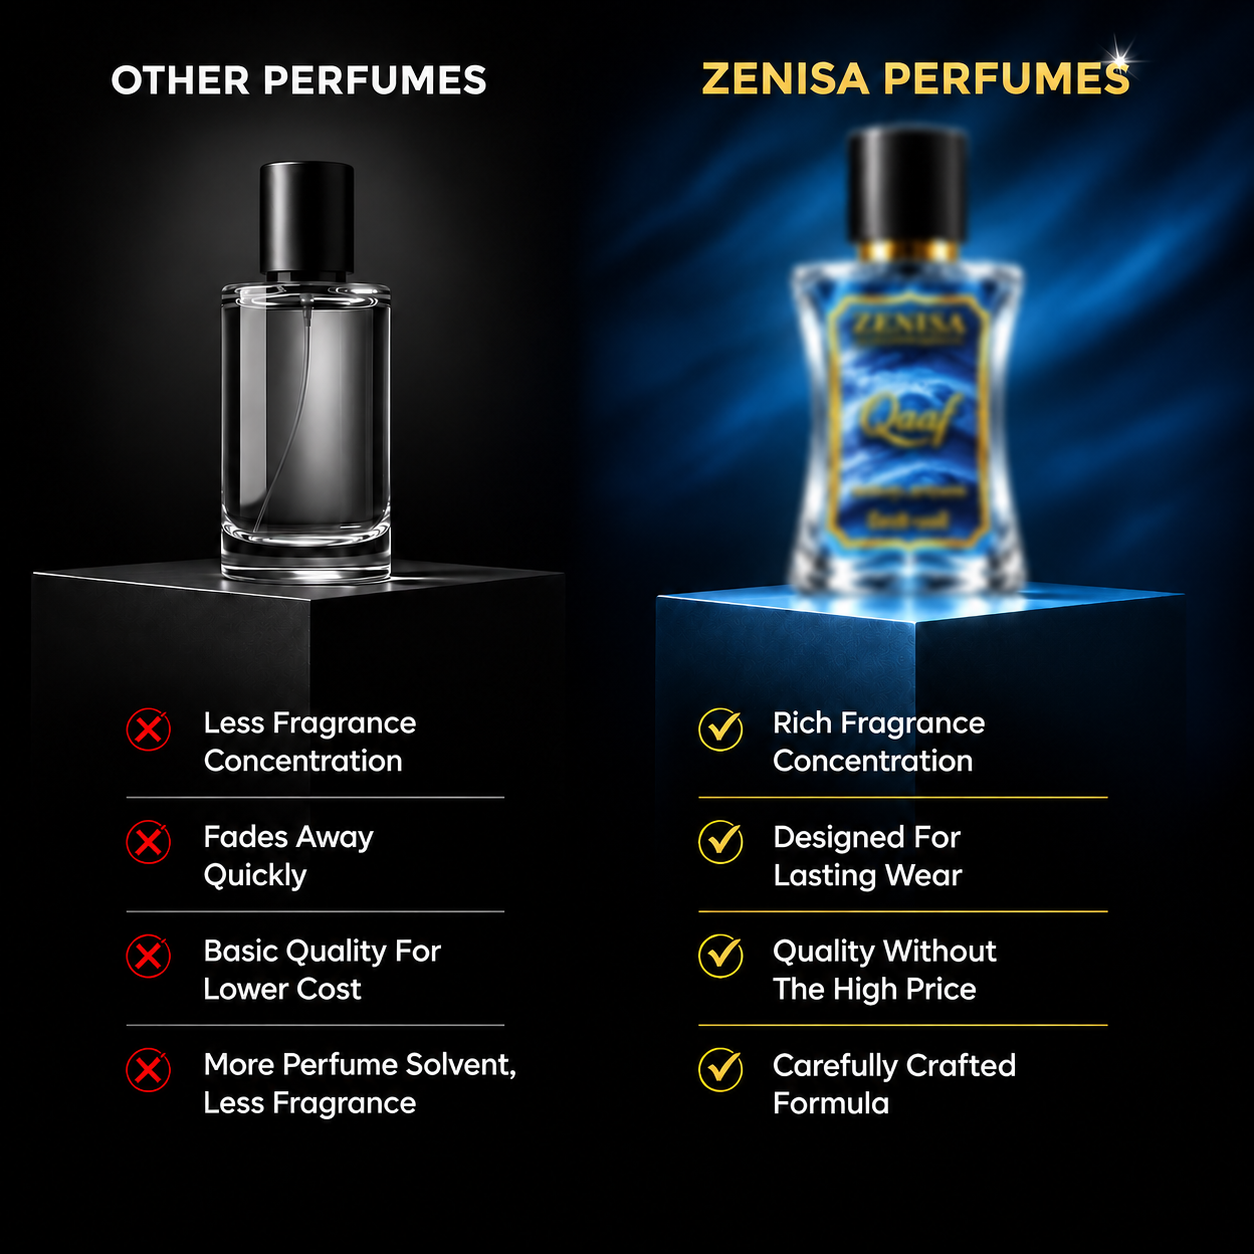 OTHER PERFUMES
ZENISA PERFUMES
ZENISA
Qaaf
Less Fragrance
Concentration
Fades Away
Quickly
Basic Quality For
Lower Cost
More Perfume Solvent,
Less Fragrance
Rich Fragrance
Concentration
Designed For
Lasting Wear
Quality Without
The High Price
Carefully Crafted
Formula